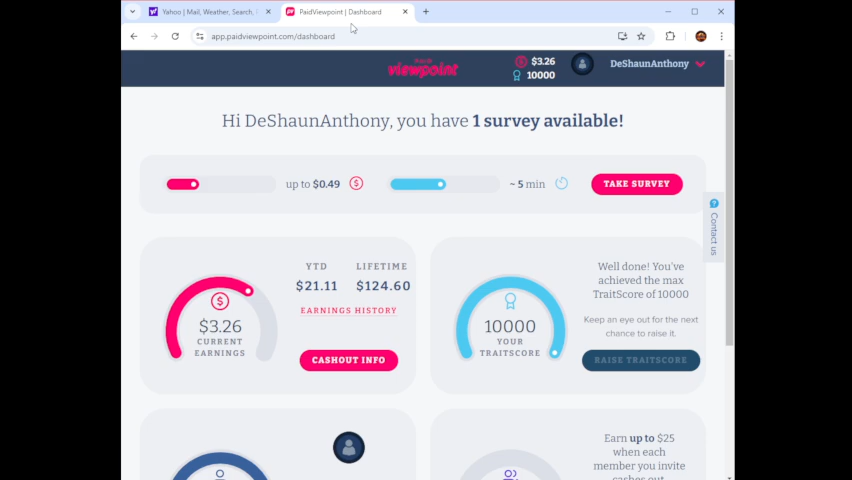 Yahoo | Mail, Weather, Search,
PaidViewpoint | Dashboard
app.paidviewpoint.com/dashboard
viewpoint
$3.26
10000
DeShaunAnthony
Hi DeShaunAnthony, you have 1 survey available!
up to $0.49
~ 5 min
TAKE SURVEY
Contact us
YTD
LIFETIME
$21.11
$124.60
EARNINGS HISTORY
$3.26
CURRENT
EARNINGS
CASHOUT INFO
10000
YOUR
TRAITSCORE
Well done! You've
achieved the max
TraitScore of 10000
Keep an eye out for the next
chance to raise it.
RAISE TRAITSCORE
Earn up to $25
when each
member you invite
cashes out